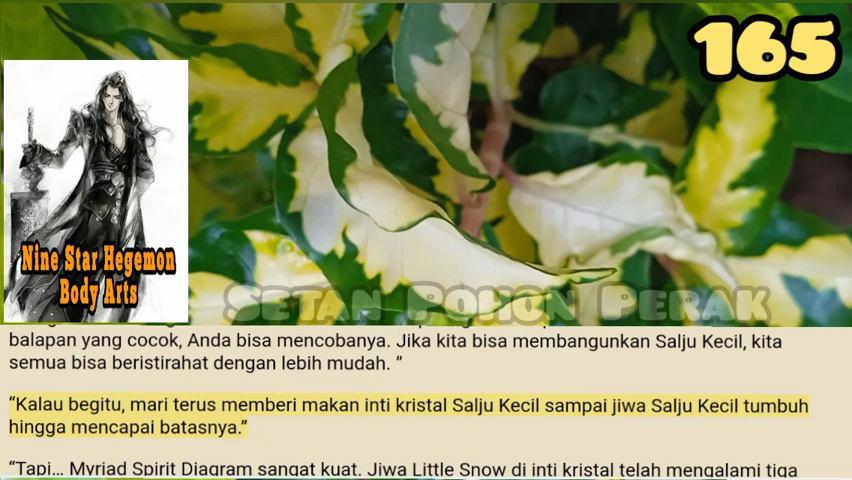 165
Nine Star Hegemon
Body Arts
Setan Pohon Perak
balapan yang cocok, Anda bisa mencobanya. Jika kita bisa membangunkan Salju Kecil, kita
semua bisa beristirahat dengan lebih mudah. ”
“Kalau begitu, mari terus memberi makan inti kristal Salju Kecil sampai jiwa Salju Kecil tumbuh
hingga mencapai batasnya.”
“Tapi... Myriad Spirit Diagram sangat kuat. Jiwa Little Snow di inti kristal telah mengalami tiga